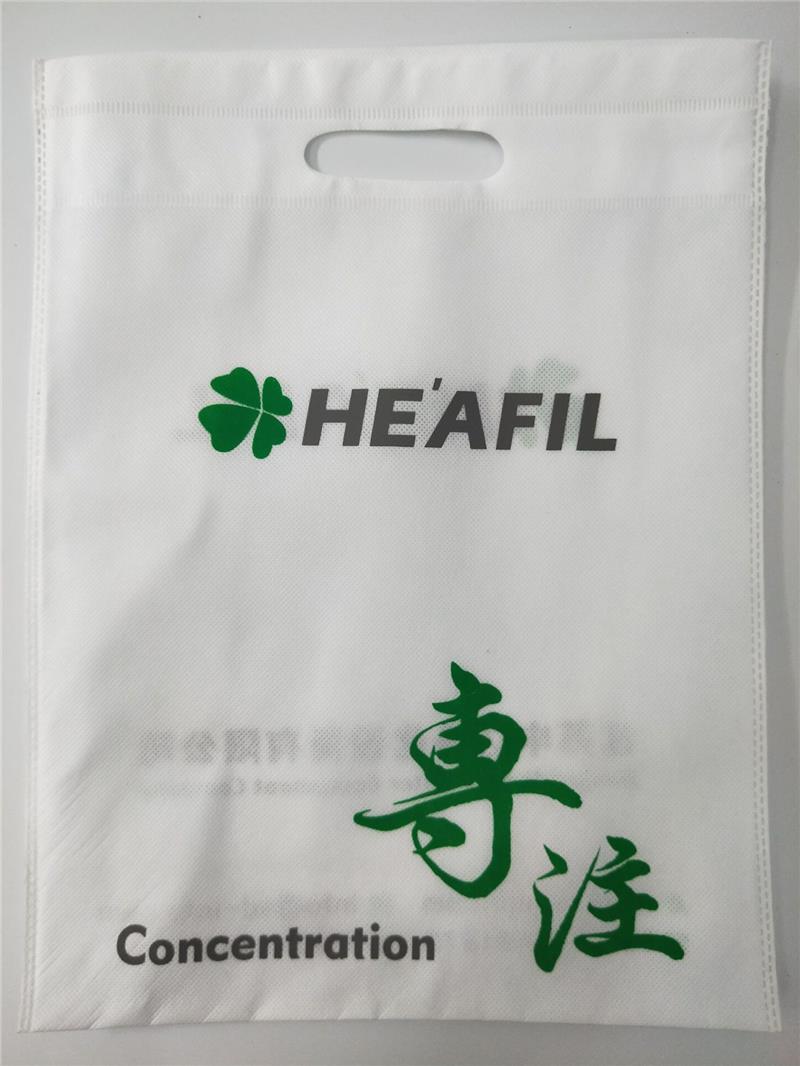 HE'AFIL
專注
Concentration